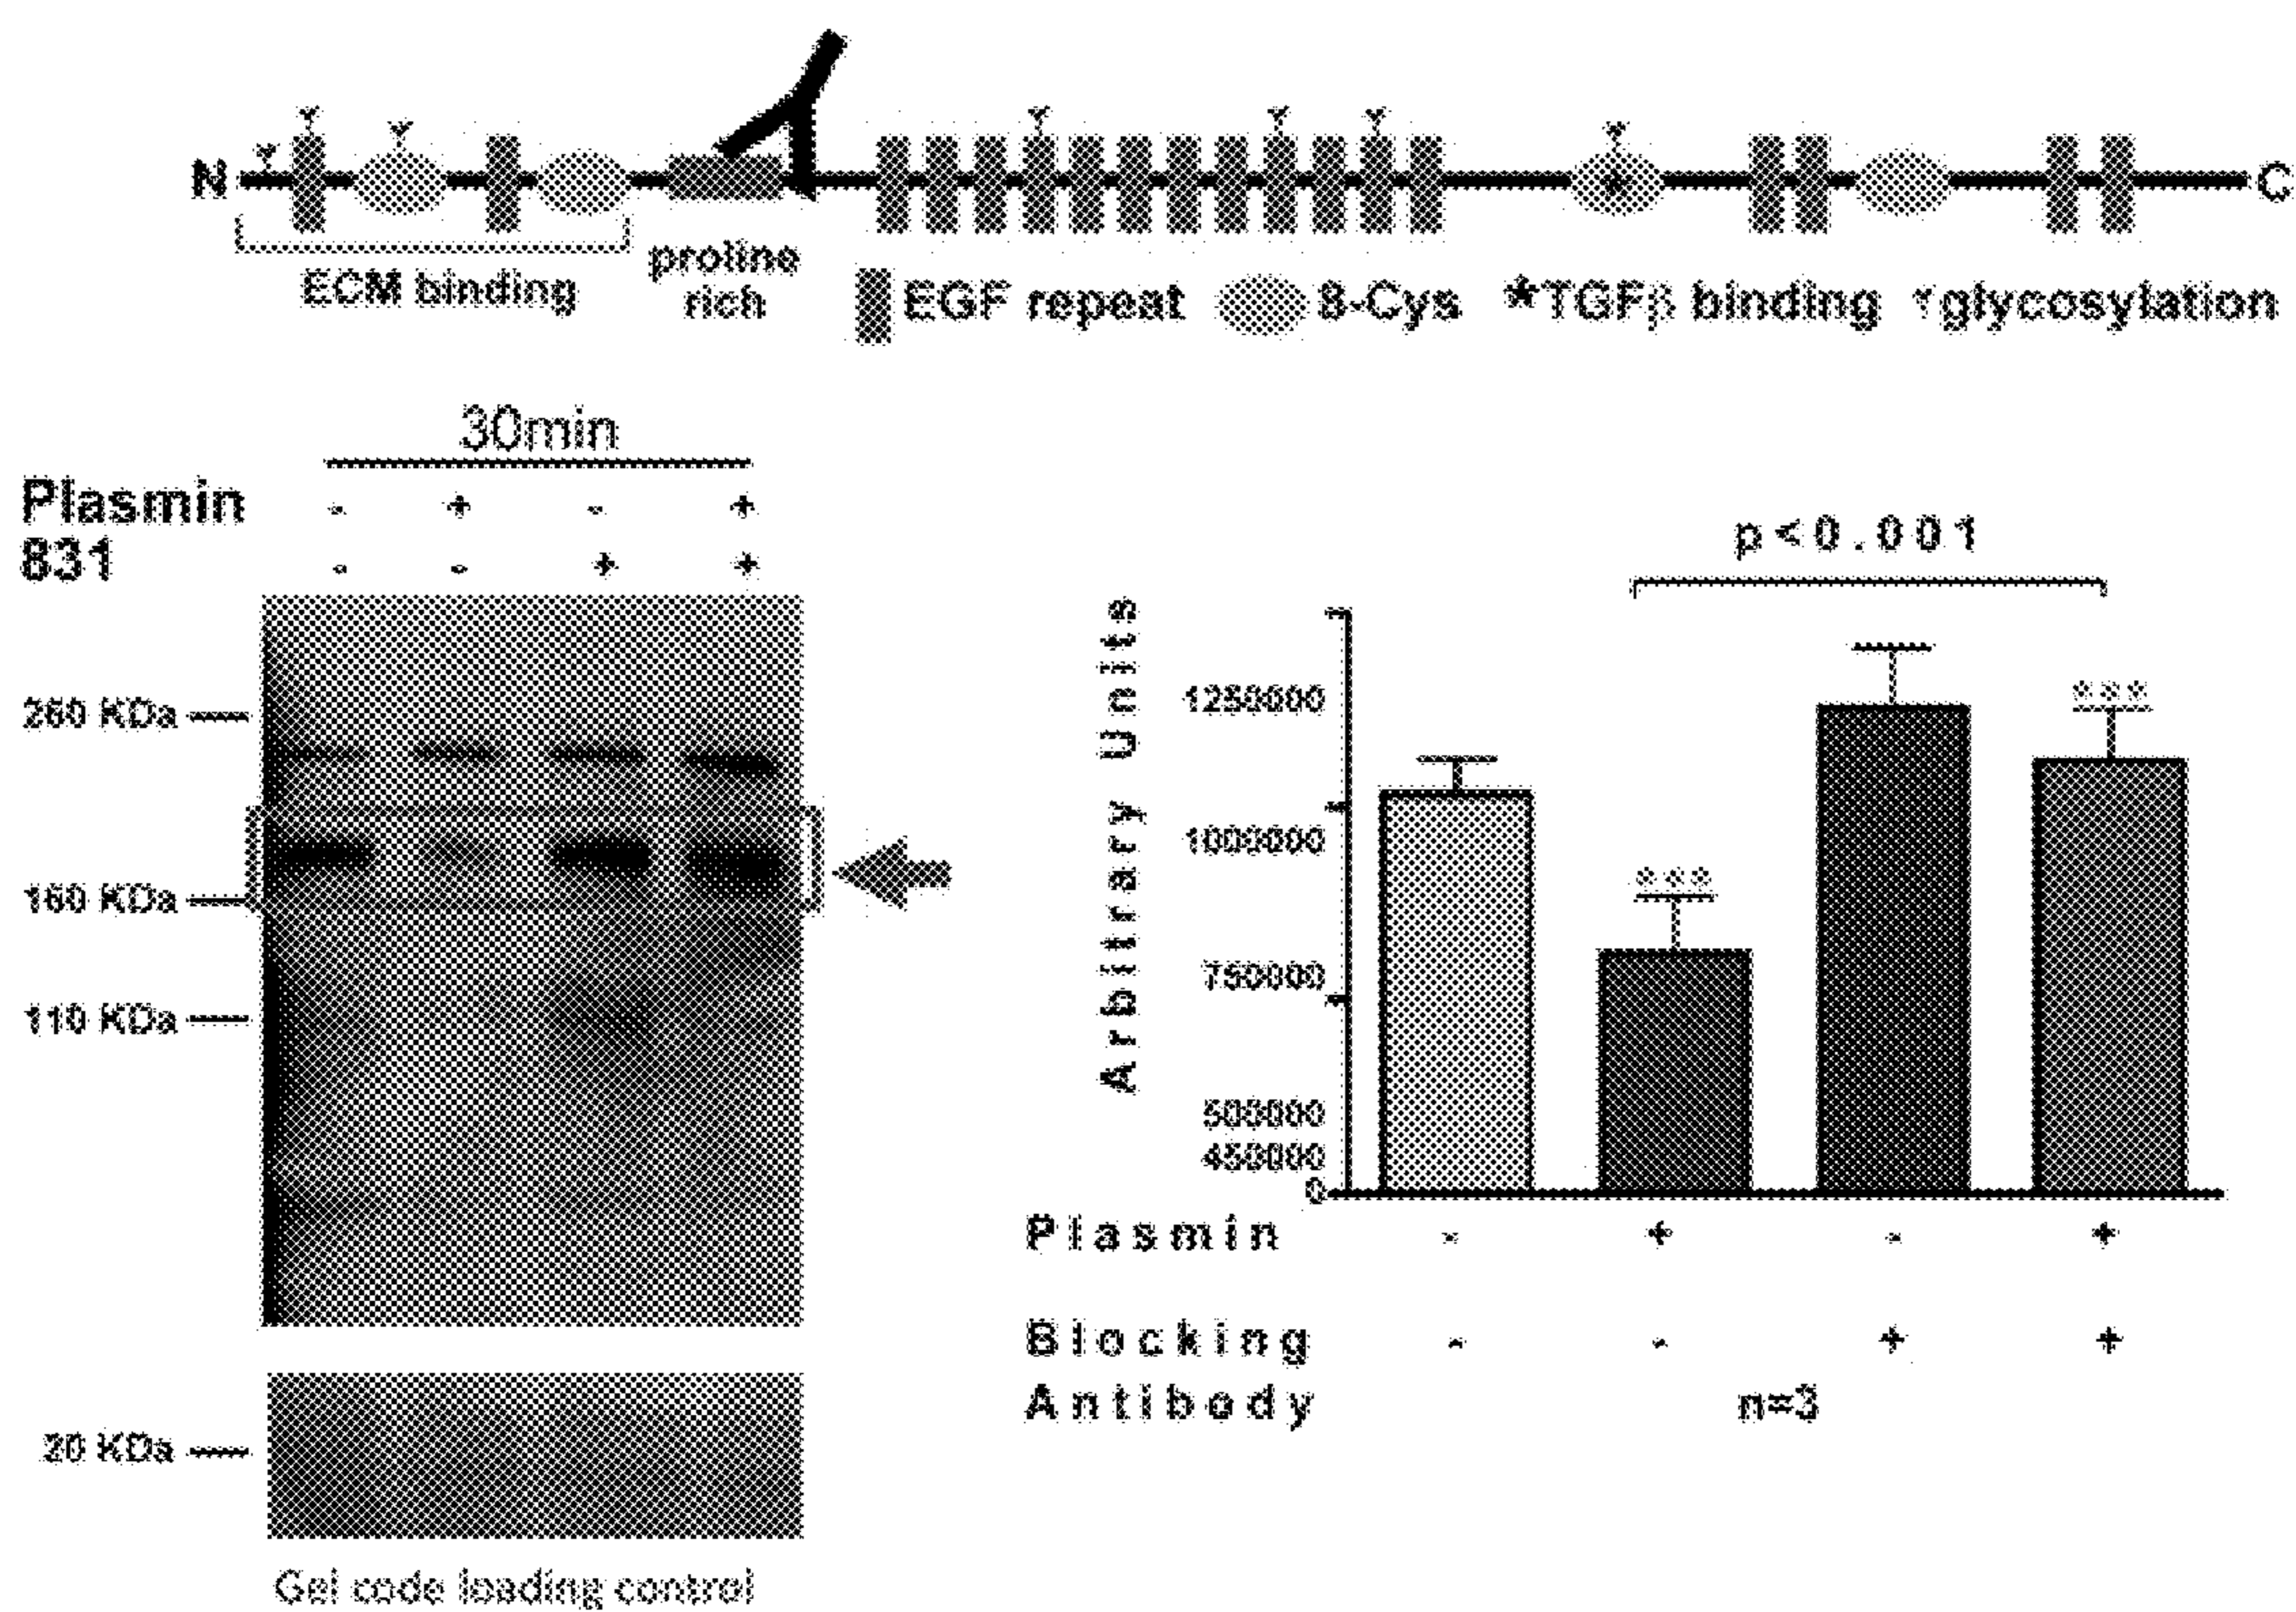 N
C
ECM binding
proline
rich
EGF repeat 8-Cys *TGFβ binding glycosylation
30min
Plasmin - + - +
831 - - + +
260 KDa
160 KDa
110 KDa
20 KDa
Gel code loading control
p<0.001
Arbitrary Units
1250000
1000000
750000
500000
450000
0
***
***
Plasmin - + - +
Blocking - - + +
Antibody n=3